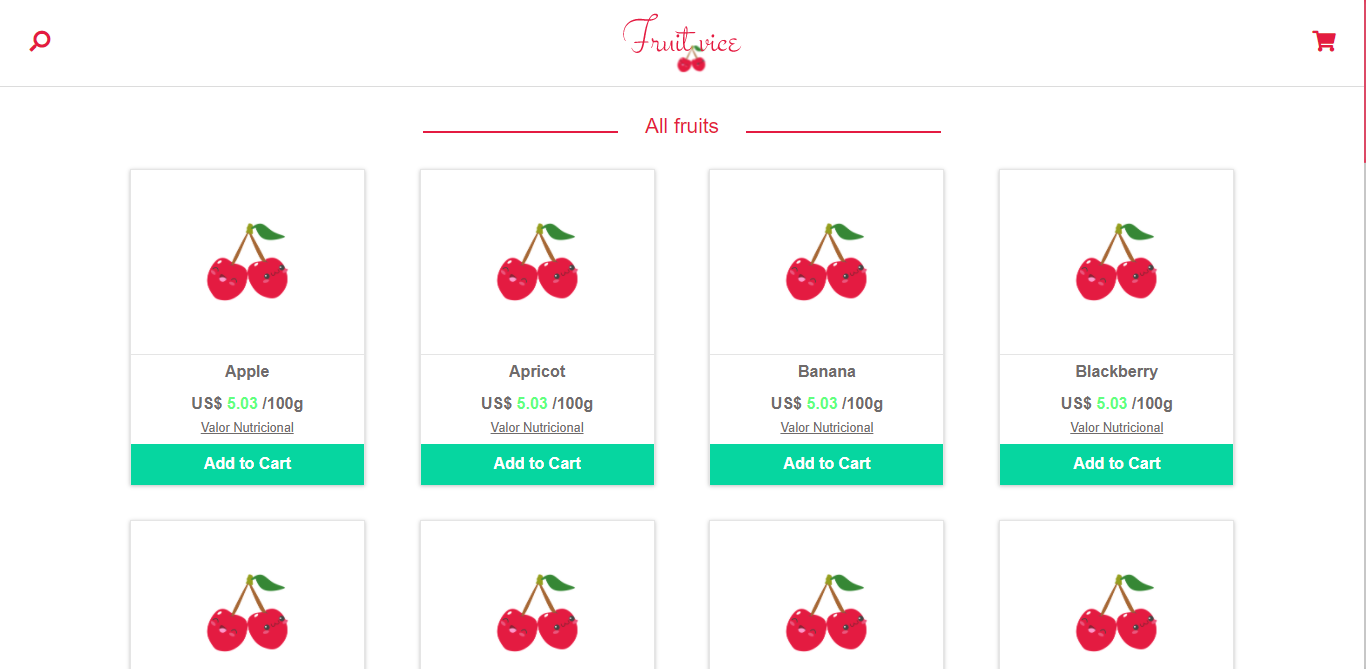 Fruit vice
All fruits
Apple
US$ 5.03 /100g
Valor Nutricional
Add to Cart
Apricot
US$ 5.03 /100g
Valor Nutricional
Add to Cart
Banana
US$ 5.03 /100g
Valor Nutricional
Add to Cart
Blackberry
US$ 5.03 /100g
Valor Nutricional
Add to Cart